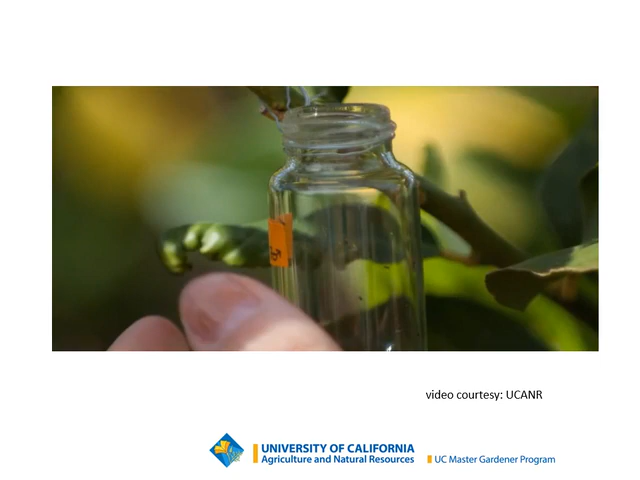 video courtesy: UCANR
UNIVERSITY OF CALIFORNIA
Agriculture and Natural Resources
UC Master Gardener Program